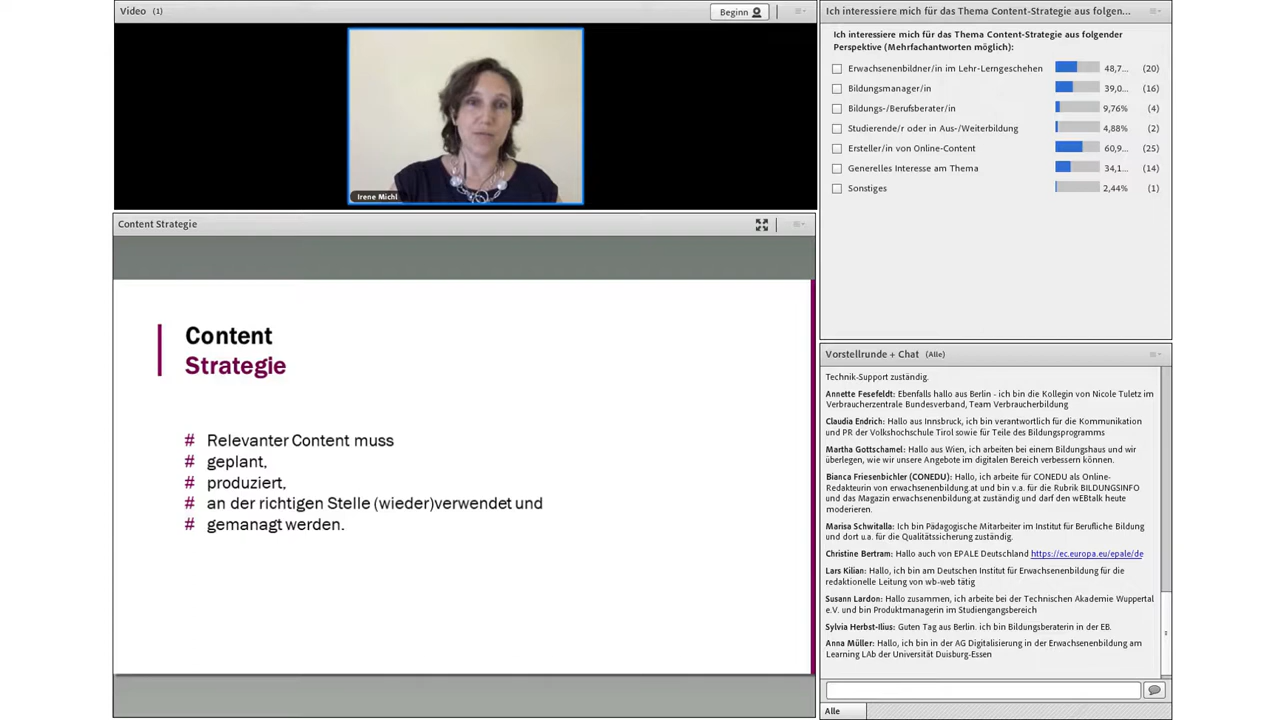 Video (1)
Beginn
Irene Michl
Content Strategie
Content
Strategie
# Relevanter Content muss
# geplant,
# produziert,
# an der richtigen Stelle (wieder)verwendet und
# gemanagt werden.
Ich interessiere mich für das Thema Content-Strategie aus folgen...
Ich interessiere mich für das Thema Content-Strategie aus folgender
Perspektive (Mehrfachantworten möglich):
Erwachsenenbildner/in im Lehr-Lerngeschehen 48,7... (20)
Bildungsmanager/in 39,0... (16)
Bildungs-/Berufsberater/in 9,76% (4)
Studierende/r oder in Aus-/Weiterbildung 4,88% (2)
Ersteller/in von Online-Content 60,9... (25)
Generelles Interesse am Thema 34,1... (14)
Sonstiges 2,44% (1)
Vorstellrunde + Chat (Alle)
Technik-Support zuständig.
Annette Fesefeldt: Ebenfalls hallo aus Berlin - ich bin die Kollegin von Nicole Tuletz im
Verbraucherzentrale Bundesverband, Team Verbraucherbildung
Claudia Endrich: Hallo aus Innsbruck, ich bin verantwortlich für die Kommunikation
und PR der Volkshochschule Tirol sowie für Teile des Bildungsprogramms
Martha Gottschamel: Hallo aus Wien, ich arbeiten bei einem Bildungshaus und wir
überlegen, wie wir unsere Angebote im digitalen Bereich verbessern können.
Bianca Friesenbichler (CONEDU): Hallo, ich arbeite für CONEDU als Online-
Redakteurin von erwachsenenbildung.at und bin v.a. für die Rubrik BILDUNGSINFO
und das Magazin erwachsenenbildung.at zuständig und darf den wEBtalk heute
moderieren.
Marisa Schwitalla: Ich bin Pädagogische Mitarbeiter im Institut für Berufliche Bildung
und dort u.a. für die Qualitätssicherung zuständig.
Christine Bertram: Hallo auch von EPALE Deutschland https://ec.europa.eu/epale/de
Lars Kilian: Hallo, ich bin am Deutschen Institut für Erwachsenenbildung für die
redaktionelle Leitung von wb-web tätig
Susann Lardon: Hallo zusammen, ich arbeite bei der Technischen Akademie Wuppertal
e.V. und bin Produktmanagerin im Studiengangsbereich
Sylvia Herbst-Ilius: Guten Tag aus Berlin. ich bin Bildungsberaterin in der EB.
Anna Müller: Hallo, ich bin in der AG Digitalisierung in der Erwachsenenbildung am
Learning LAb der Universität Duisburg-Essen
Alle